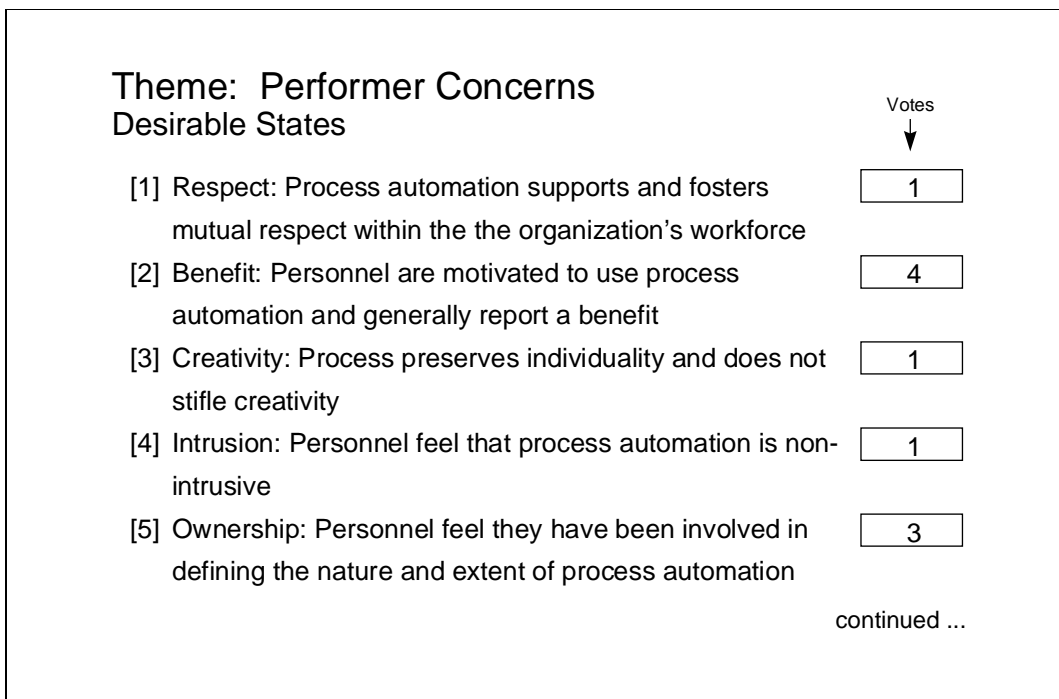 Theme:  Performer Concerns
Desirable States
Votes
[1] Respect: Process automation supports and fosters
mutual respect within the the organization’s workforce
1
[2] Benefit: Personnel are motivated to use process
automation and generally report a benefit
4
[3] Creativity: Process preserves individuality and does not
stifle creativity
1
[4] Intrusion: Personnel feel that process automation is non-
intrusive
1
[5] Ownership: Personnel feel they have been involved in
defining the nature and extent of process automation
3
continued ...